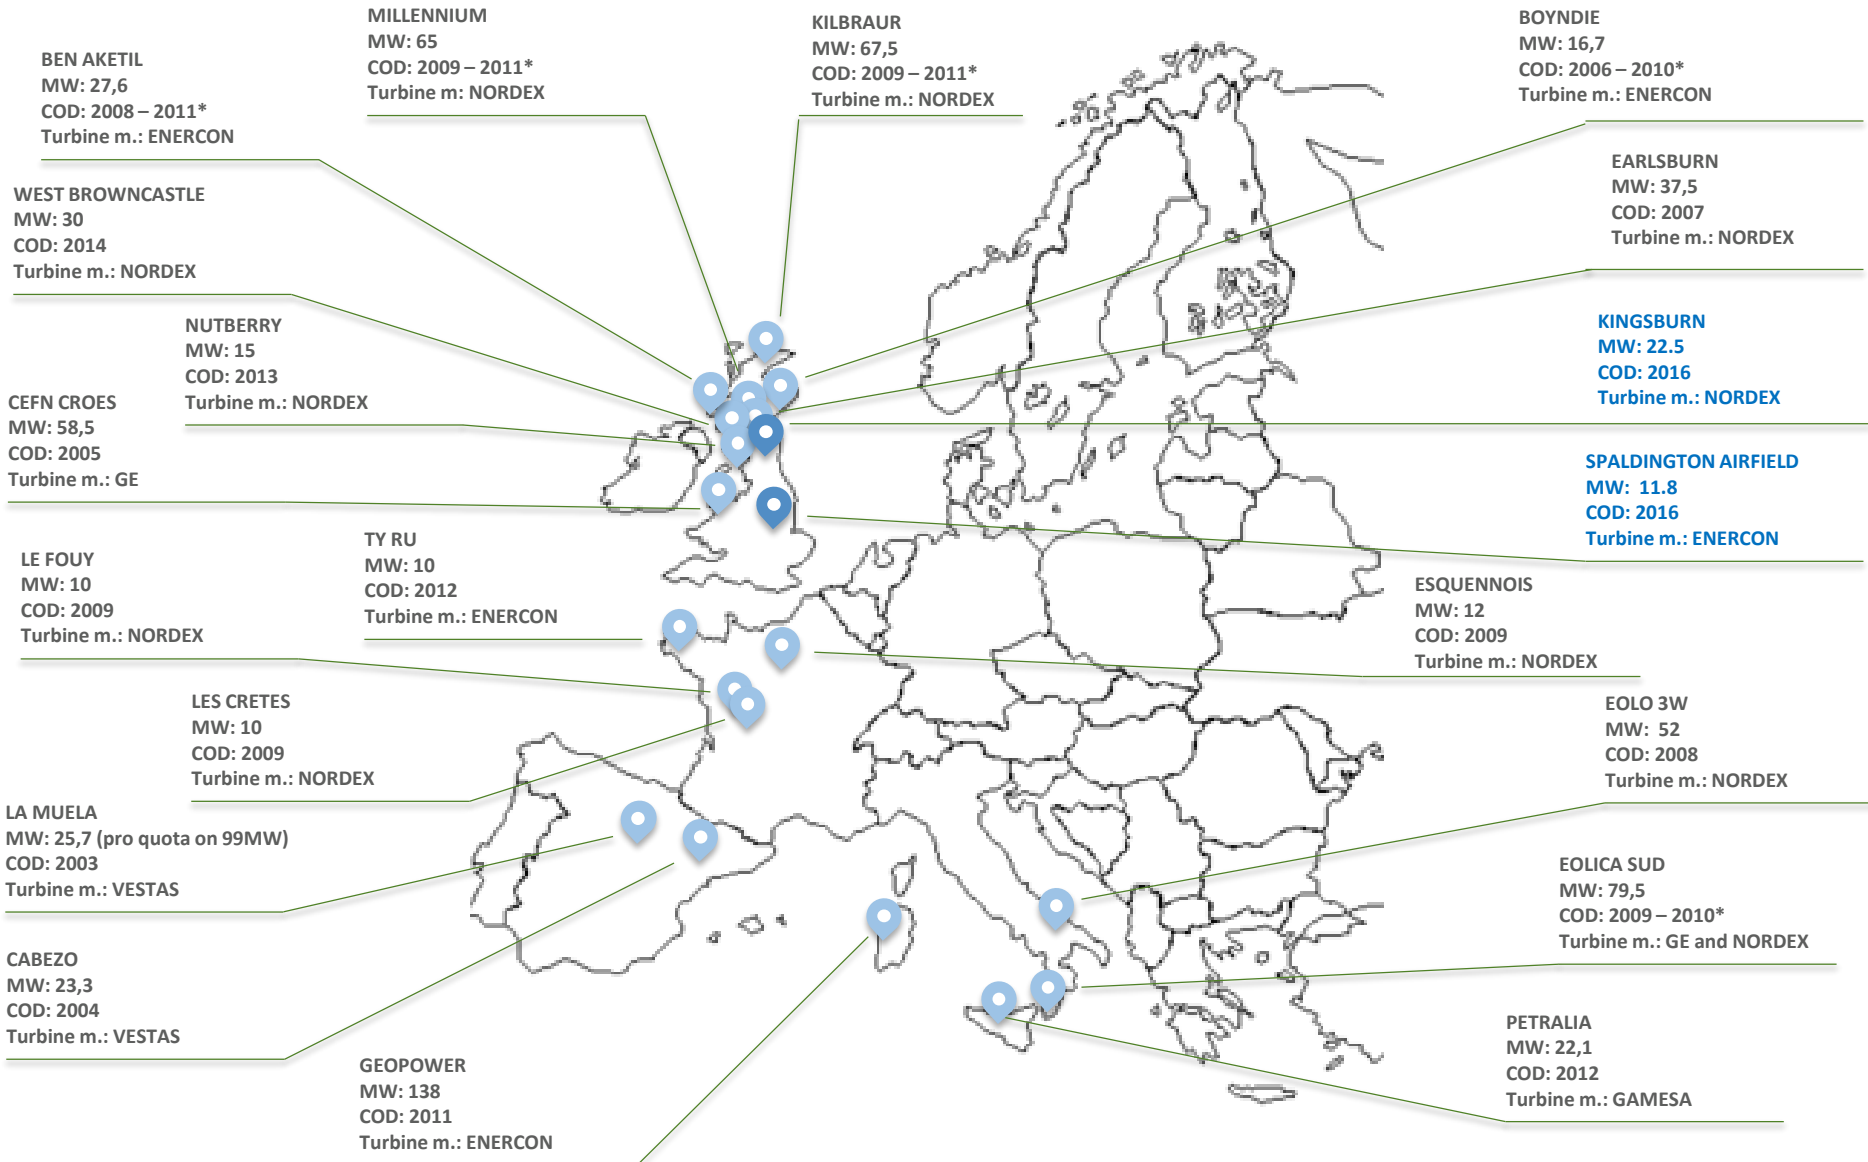 MILLENNIUM
MW: 65
COD: 2009 – 2011*
Turbine m: NORDEX
KILBRAUR
MW: 67,5
COD: 2009 – 2011*
Turbine m.: NORDEX
BOYNDIE
MW: 16,7
COD: 2006 – 2010*
Turbine m.: ENERCON
BEN AKETIL
MW: 27,6
COD: 2008 – 2011*
Turbine m.: ENERCON
EARLSBURN
MW: 37,5
COD: 2007
Turbine m.: NORDEX
WEST BROWNCASTLE
MW: 30
COD: 2014
Turbine m.: NORDEX
NUTBERRY
MW: 15
COD: 2013
Turbine m.: NORDEX
KINGSBURN
MW: 22.5
COD: 2016
Turbine m.: NORDEX
CEFN CROES
MW: 58,5
COD: 2005
Turbine m.: GE
SPALDINGTON AIRFIELD
MW: 11.8
COD: 2016
Turbine m.: ENERCON
TY RU
MW: 10
COD: 2012
Turbine m.: ENERCON
LE FOUY
MW: 10
COD: 2009
Turbine m.: NORDEX
ESQUENNOIS
MW: 12
COD: 2009
Turbine m.: NORDEX
LES CRETES
MW: 10
COD: 2009
Turbine m.: NORDEX
EOLO 3W
MW: 52
COD: 2008
Turbine m.: NORDEX
LA MUELA
MW: 25,7 (pro quota on 99MW)
COD: 2003
Turbine m.: VESTAS
EOLICA SUD
MW: 79,5
COD: 2009 – 2010*
Turbine m.: GE and NORDEX
CABEZO
MW: 23,3
COD: 2004
Turbine m.: VESTAS
PETRALIA
MW: 22,1
COD: 2012
Turbine m.: GAMESA
GEOPOWER
MW: 138
COD: 2011
Turbine m.: ENERCON